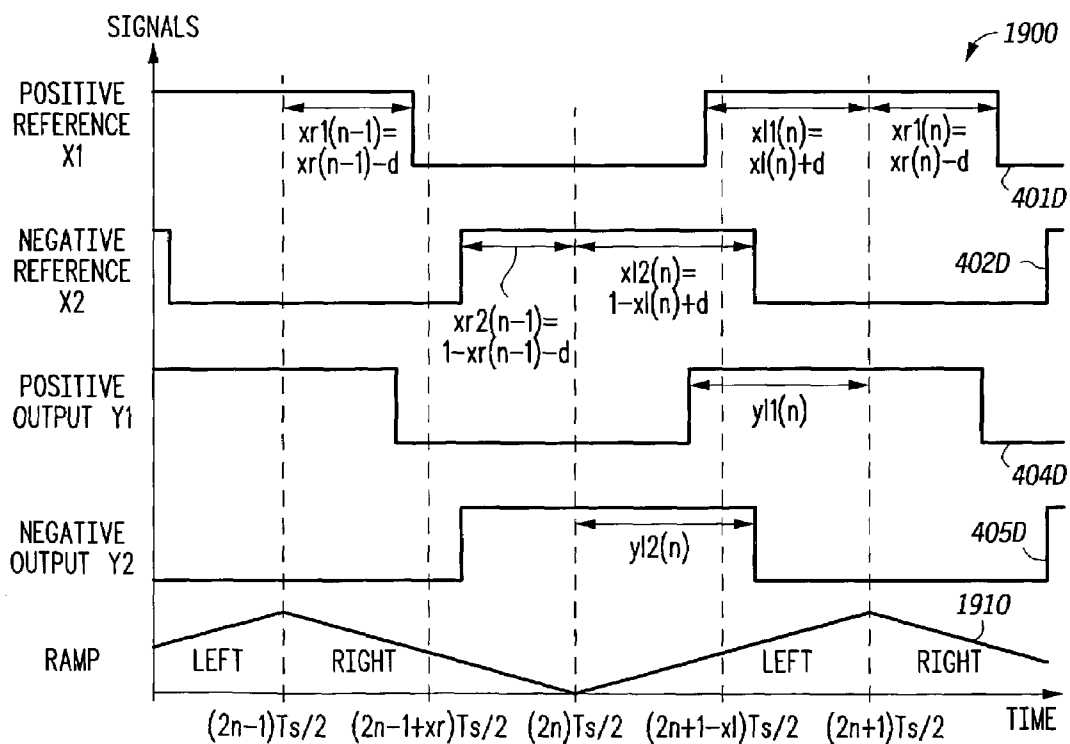 SIGNALS
1900
POSITIVE
REFERENCE
X1
xr1(n-1)=
xr(n-1)-d
xl1(n)=
xl(n)+d
xr1(n)=
xr(n)-d
401D
NEGATIVE
REFERENCE
X2
xr2(n-1)=
1-xr(n-1)-d
xl2(n)=
1-xl(n)+d
402D
POSITIVE
OUTPUT Y1
yl1(n)
404D
NEGATIVE
OUTPUT Y2
yl2(n)
405D
RAMP
LEFT
RIGHT
LEFT
RIGHT
1910
(2n-1)Ts/2
(2n-1+xr)Ts/2
(2n)Ts/2
(2n+1-xl)Ts/2
(2n+1)Ts/2
TIME